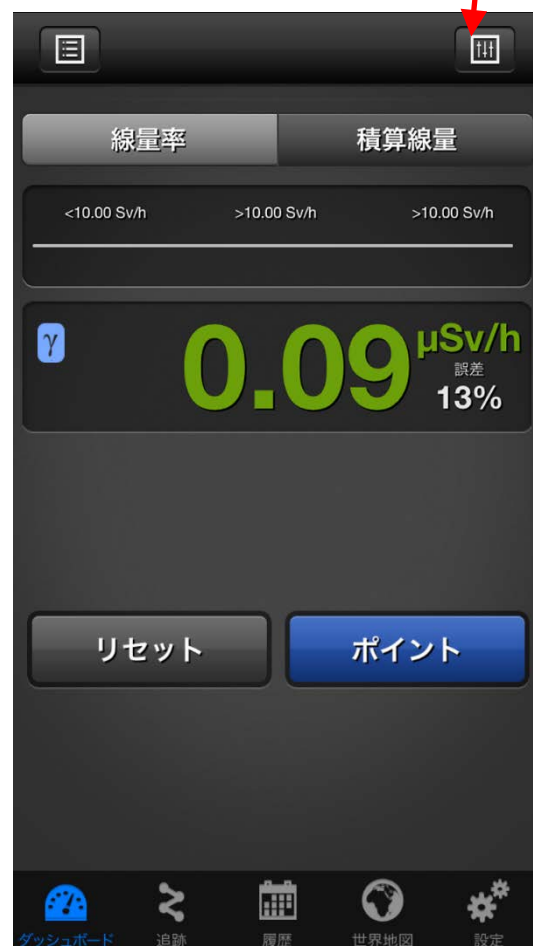 線量率 積算線量
<10.00 Sv/h >10.00 Sv/h >10.00 Sv/h
γ 0.09 μSv/h
誤差
13%
リセット ポイント
ダッシュボード 追跡 履歴 世界地図 設定